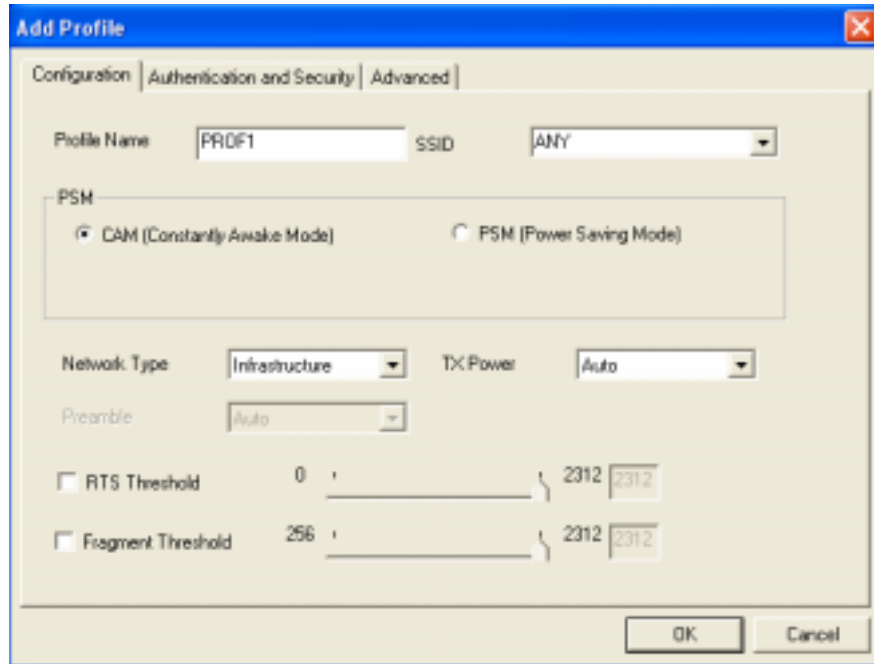 Add Profile
Configuration Authentication and Security Advanced
Profile Name PROF1 SSID ANY
PSM
CAM (Constantly Awake Mode) PSM (Power Saving Mode)
Network Type Infrastructure TX Power Auto
Preamble Auto
RTS Threshold 0 2312 2312
Fragment Threshold 256 2312 2312
OK Cancel